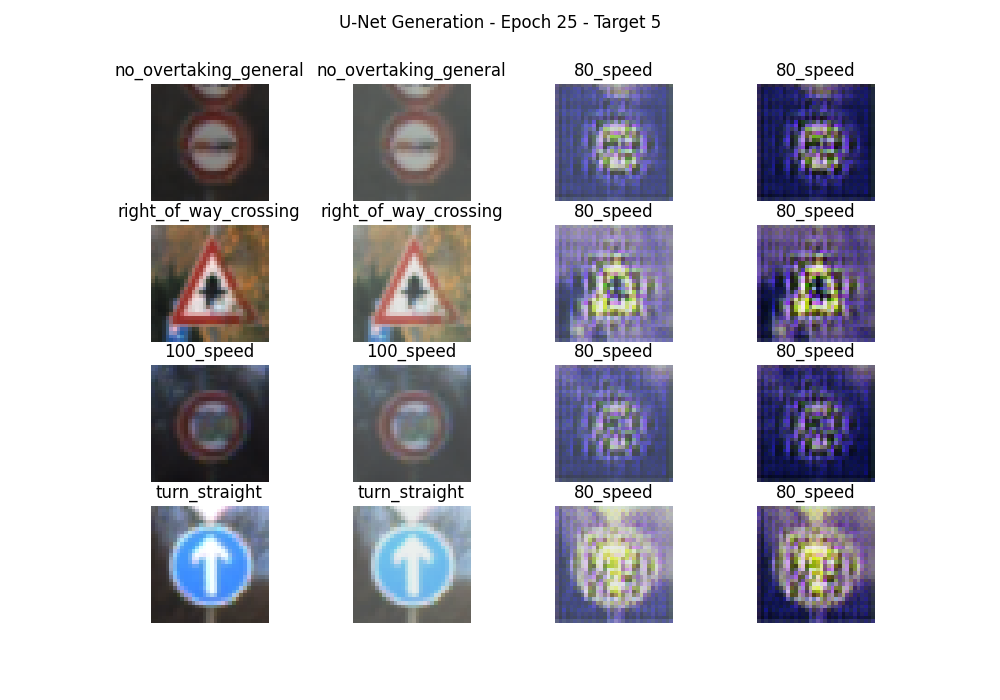 U-Net Generation - Epoch 25 - Target 5
no_overtaking_general no_overtaking_general 80_speed 80_speed
right_of_way_crossing right_of_way_crossing 80_speed 80_speed
100_speed 100_speed 80_speed 80_speed
turn_straight turn_straight 80_speed 80_speed